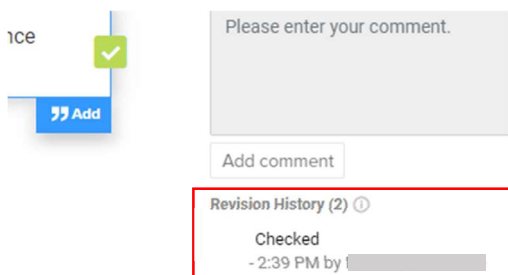 nce
Add
Please enter your comment.
Add comment
Revision History (2)
Checked
- 2:39 PM by